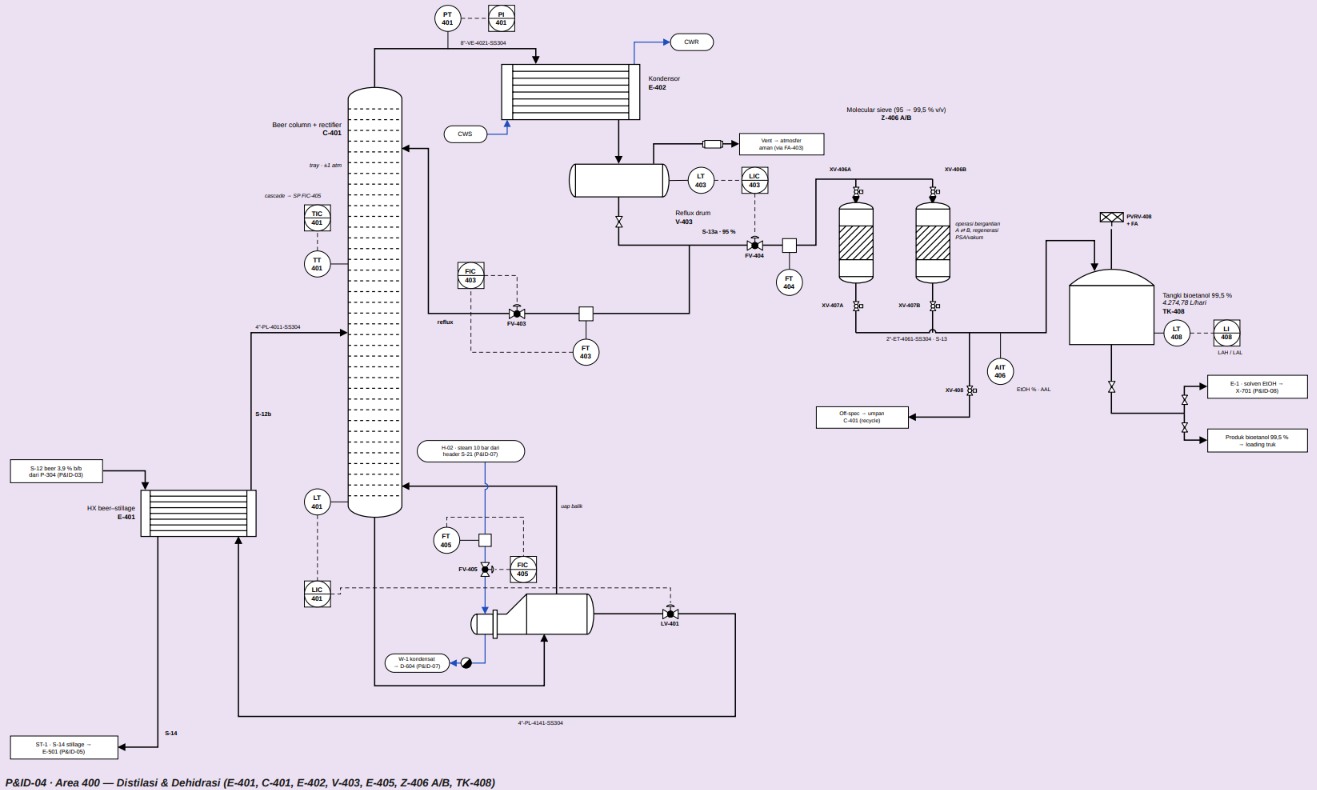 PT
401
PI
401
8"-VE-4021-SS304
CWR
Kondensor
E-402
CWS
Beer column + rectifier
C-401
tray · ±1 atm
cascade → SP FIC-405
TIC
401
TT
401
Vent → atmosfer
aman (via FA-403)
LT
403
LIC
403
Reflux drum
V-403
S-13a · 95 %
FV-404
FT
404
Molecular sieve (95 → 99,5 % v/v)
Z-406 A/B
XV-406A
XV-406B
operasi bergantian
A ⇌ B, regenerasi
PSA/vakum
XV-407A
XV-407B
2"-ET-4061-SS304 · S-13
PVRV-408
+ FA
Tangki bioetanol 99,5 %
4.274,78 L/hari
TK-408
LT
408
LI
408
LAH / LAL
AIT
406
EtOH % · AAL
XV-408
Off-spec → umpan
C-401 (recycle)
E-1 · solven EtOH →
X-701 (P&ID-08)
Produk bioetanol 99,5 %
→ loading truk
FIC
403
reflux
FV-403
FT
403
4"-PL-4011-SS304
S-12b
S-12 beer 3,9 % b/b
dari P-304 (P&ID-03)
HX beer–stillage
E-401
LT
401
LIC
401
H-02 · steam 10 bar dari
header S-21 (P&ID-07)
uap balik
FT
405
FV-405
FIC
405
LV-401
W-1 kondensat
→ D-604 (P&ID-07)
4"-PL-4141-SS304
S-14
ST-1 · S-14 stillage →
E-501 (P&ID-05)
P&ID-04 · Area 400 — Distilasi & Dehidrasi (E-401, C-401, E-402, V-403, E-405, Z-406 A/B, TK-408)